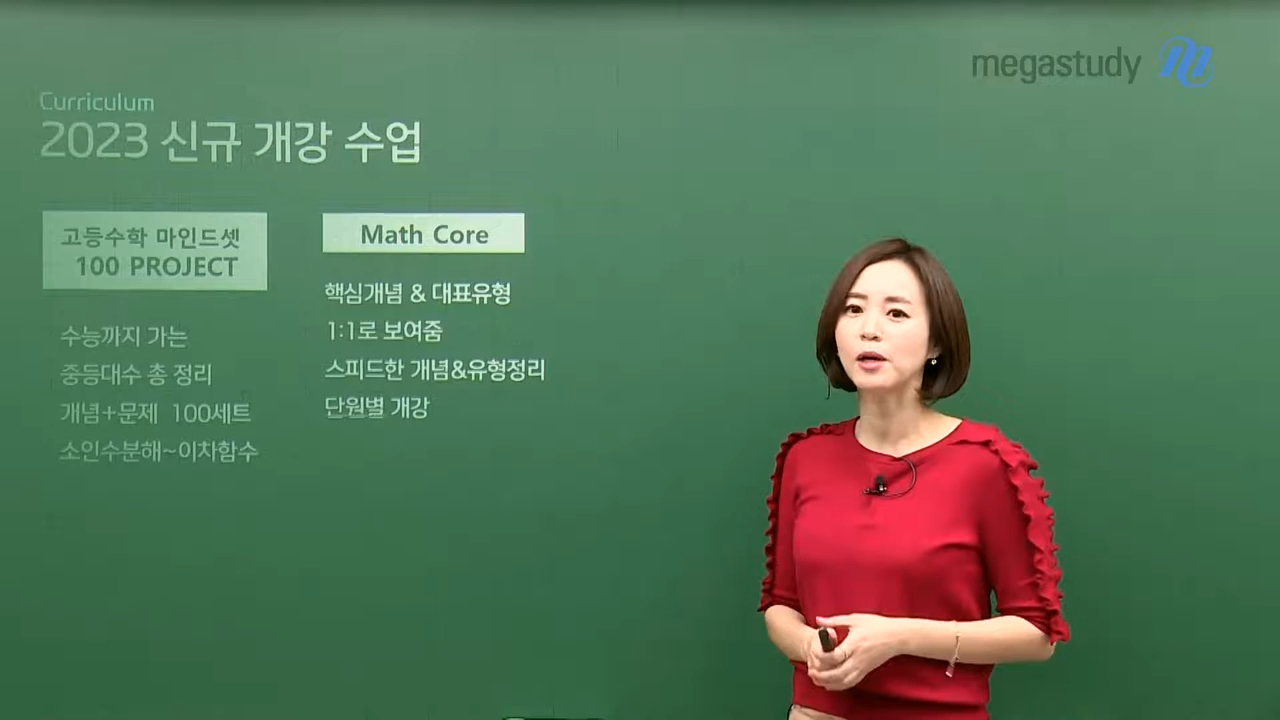 megastudy
Curriculum
2023 신규 개강 수업
고등수학 마인드셋
100 PROJECT
수능까지 가는
중등대수 총 정리
개념+문제 100세트
소인수분해~이차함수
Math Core
핵심개념 & 대표유형
1:1로 보여줌
스피드한 개념&유형정리
단원별 개강